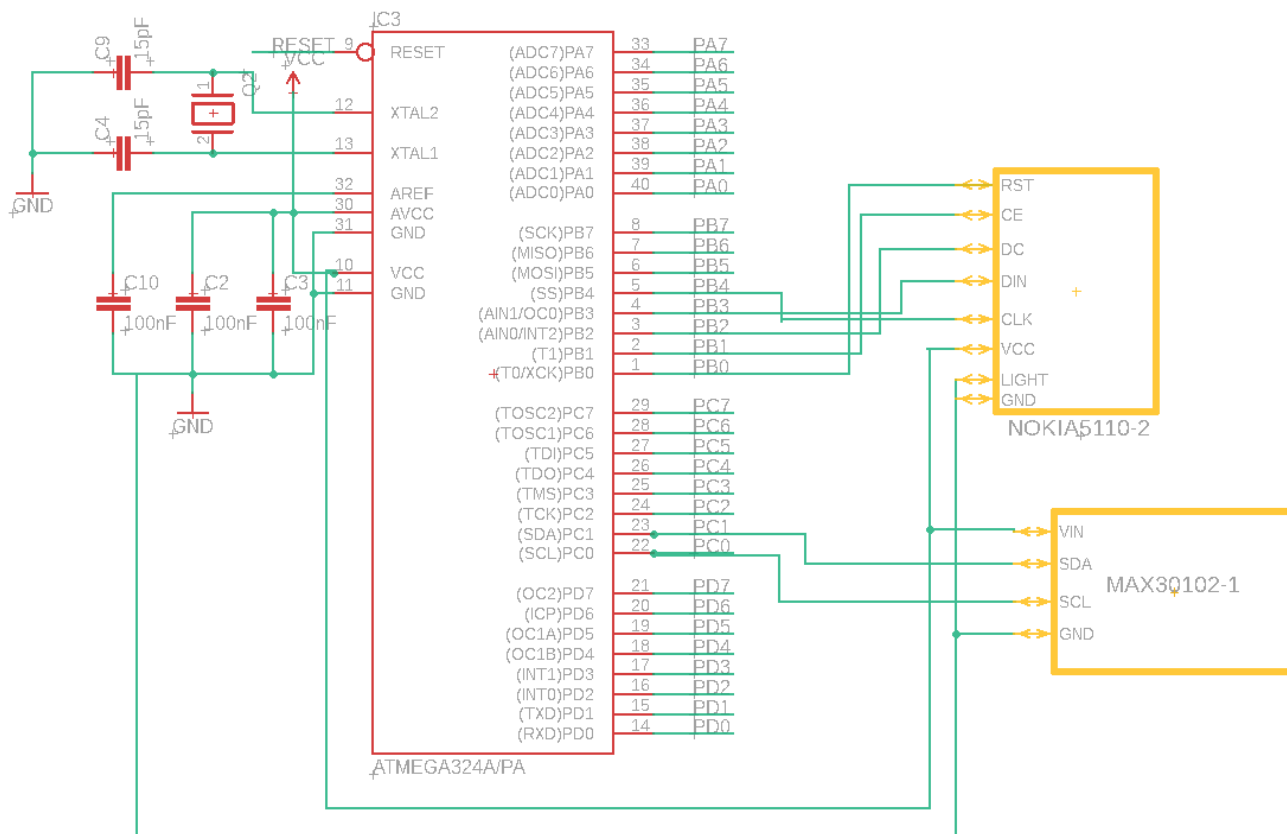 IC3
C9
15pF
1
Q2
2
C4
15pF
GND
RESET
VCC
9 RESET
12 XTAL2
13 XTAL1
32 AREF
30 AVCC
31 GND
10 VCC
11 GND
C10
100nF
C2
100nF
C3
100nF
GND
(ADC7)PA7 33 PA7
(ADC6)PA6 34 PA6
(ADC5)PA5 35 PA5
(ADC4)PA4 36 PA4
(ADC3)PA3 37 PA3
(ADC2)PA2 38 PA2
(ADC1)PA1 39 PA1
(ADC0)PA0 40 PA0
(SCK)PB7 8 PB7
(MISO)PB6 7 PB6
(MOSI)PB5 6 PB5
(SS)PB4 5 PB4
(AIN1/OC0)PB3 4 PB3
(AIN0/INT2)PB2 3 PB2
(T1)PB1 2 PB1
(T0/XCK)PB0 1 PB0
(TOSC2)PC7 29 PC7
(TOSC1)PC6 28 PC6
(TDI)PC5 27 PC5
(TDO)PC4 26 PC4
(TMS)PC3 25 PC3
(TCK)PC2 24 PC2
(SDA)PC1 23 PC1
(SCL)PC0 22 PC0
(OC2)PD7 21 PD7
(ICP)PD6 20 PD6
(OC1A)PD5 19 PD5
(OC1B)PD4 18 PD4
(INT1)PD3 17 PD3
(INT0)PD2 16 PD2
(TXD)PD1 15 PD1
(RXD)PD0 14 PD0
ATMEGA324A/PA
RST
CE
DC
DIN
CLK
VCC
LIGHT
GND
NOKIA5110-2
VIN
SDA
SCL
GND
MAX30102-1